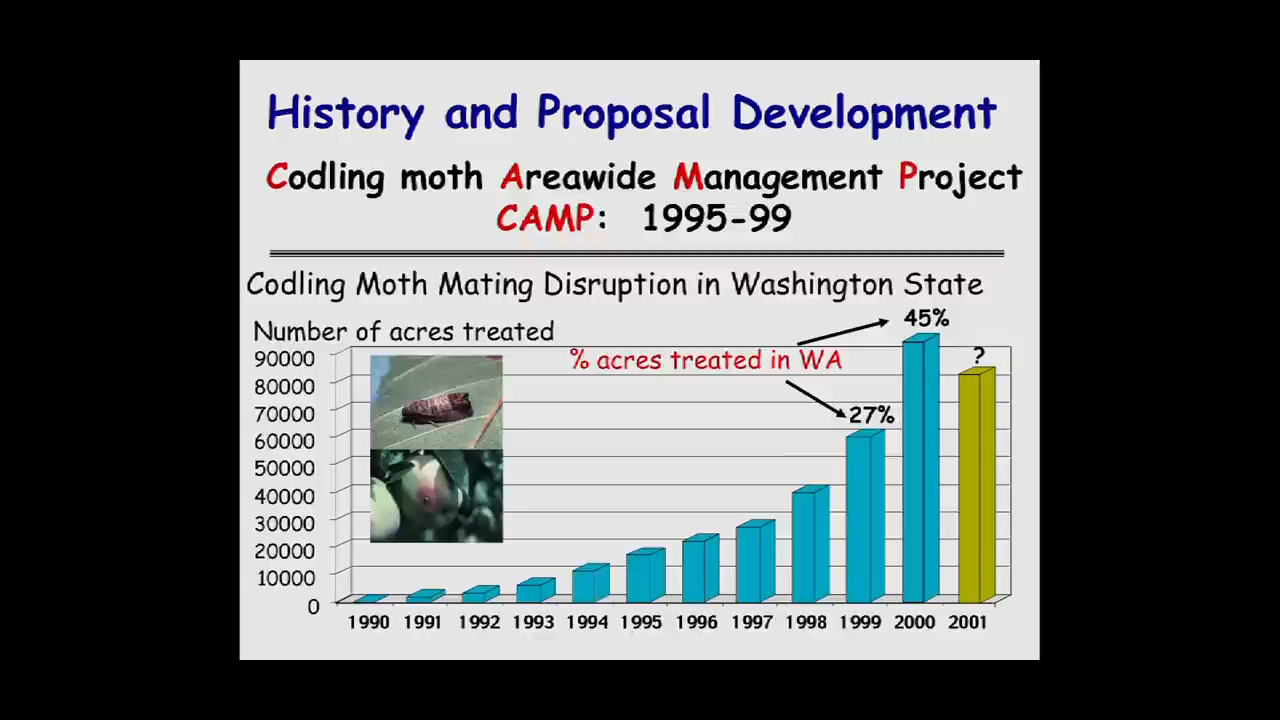 History and Proposal Development
Codling moth Areawide Management Project
CAMP: 1995-99
Codling Moth Mating Disruption in Washington State
Number of acres treated
45%
% acres treated in WA
?
27%
90000
80000
70000
60000
50000
40000
30000
20000
10000
0
1990 1991 1992 1993 1994 1995 1996 1997 1998 1999 2000 2001